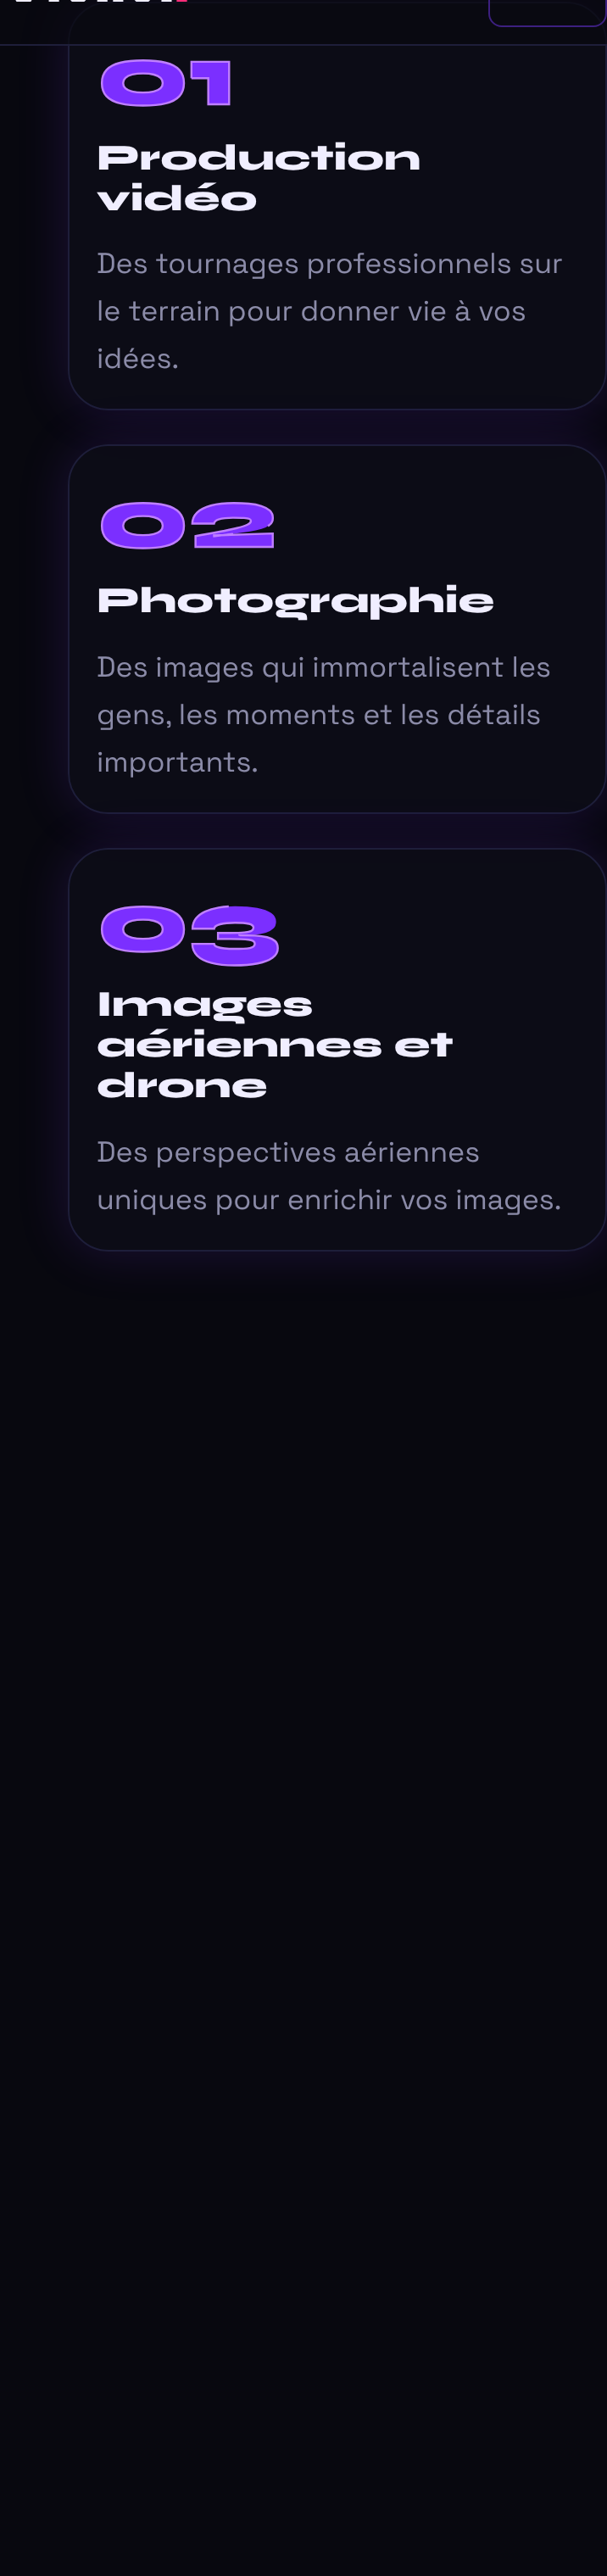 01
Production
vidéo
Des tournages professionnels sur
le terrain pour donner vie à vos
idées.
02
Photographie
Des images qui immortalisent les
gens, les moments et les détails
importants.
03
Images
aériennes et
drone
Des perspectives aériennes
uniques pour enrichir vos images.